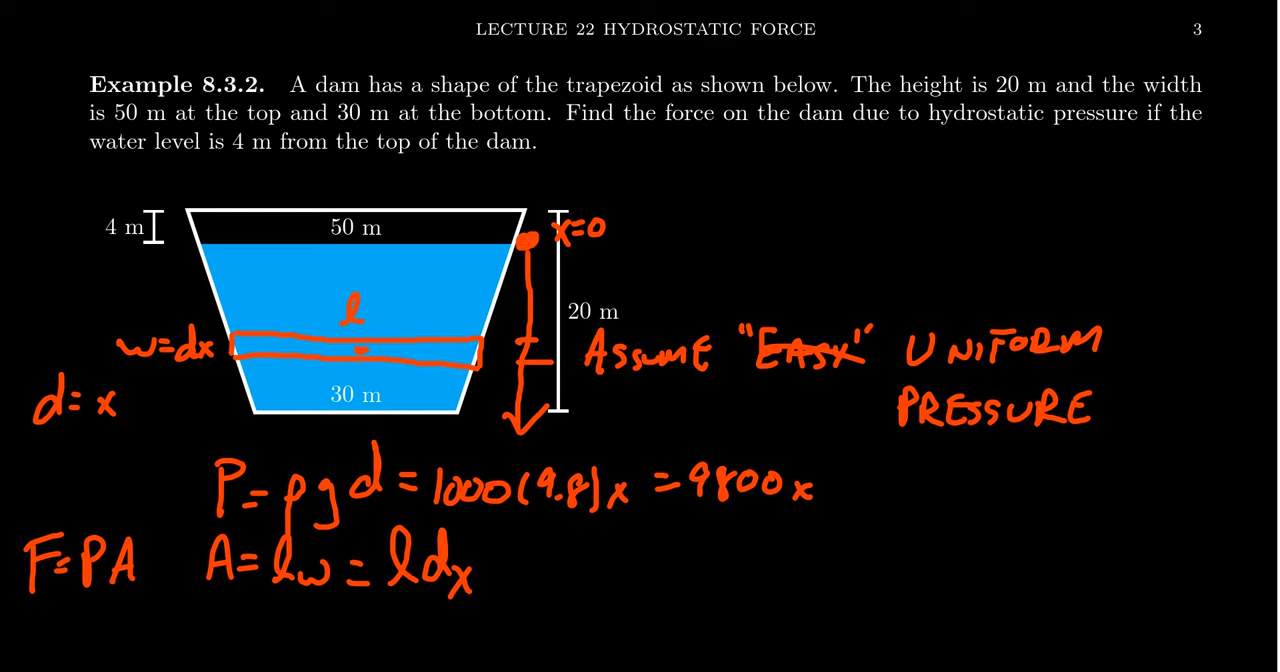 LECTURE 22 HYDROSTATIC FORCE 3
Example 8.3.2. A dam has a shape of the trapezoid as shown below. The height is 20 m and the width
is 50 m at the top and 30 m at the bottom. Find the force on the dam due to hydrostatic pressure if the
water level is 4 m from the top of the dam.
4 m 50 m x=0
l 20 m
w=dx Assume "EASY" UNIFORM
d=x 30 m PRESSURE
P=ρgd=1000(9.8)x=9800x
F=PA A=lw=ldx